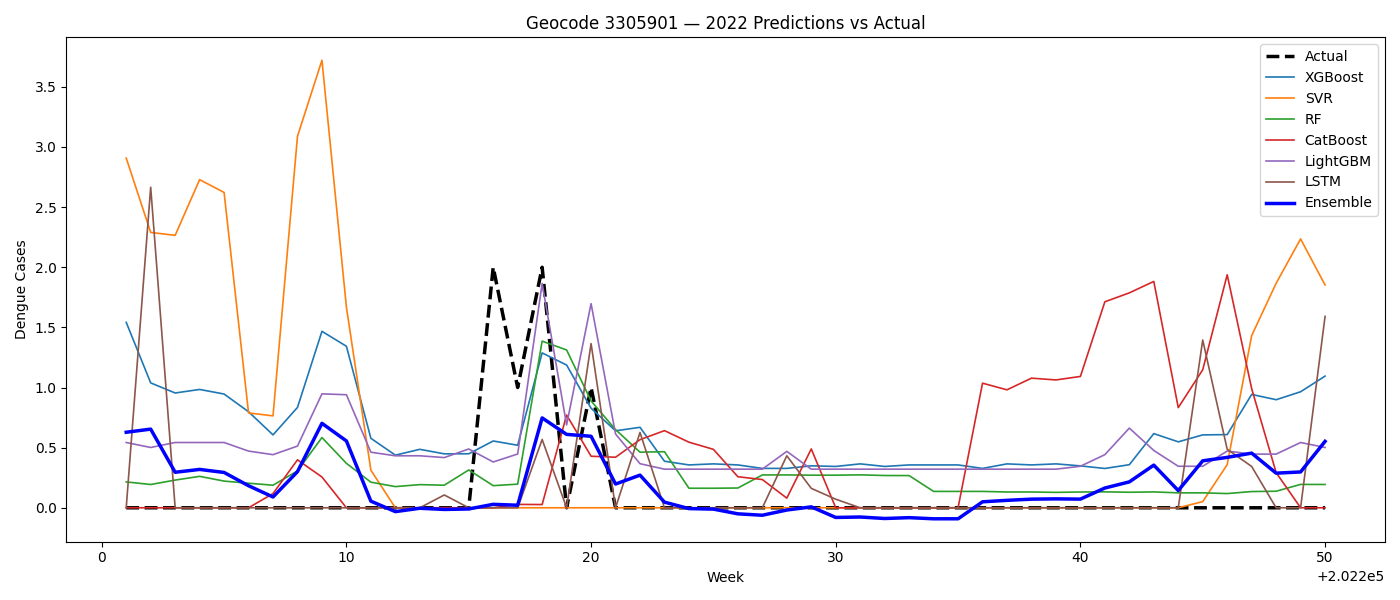 Geocode 3305901 — 2022 Predictions vs Actual
Dengue Cases
3.5
3.0
2.5
2.0
1.5
1.0
0.5
0.0
Actual
XGBoost
SVR
RF
CatBoost
LightGBM
LSTM
Ensemble
0
10
20
30
40
50
Week
+2.022e5